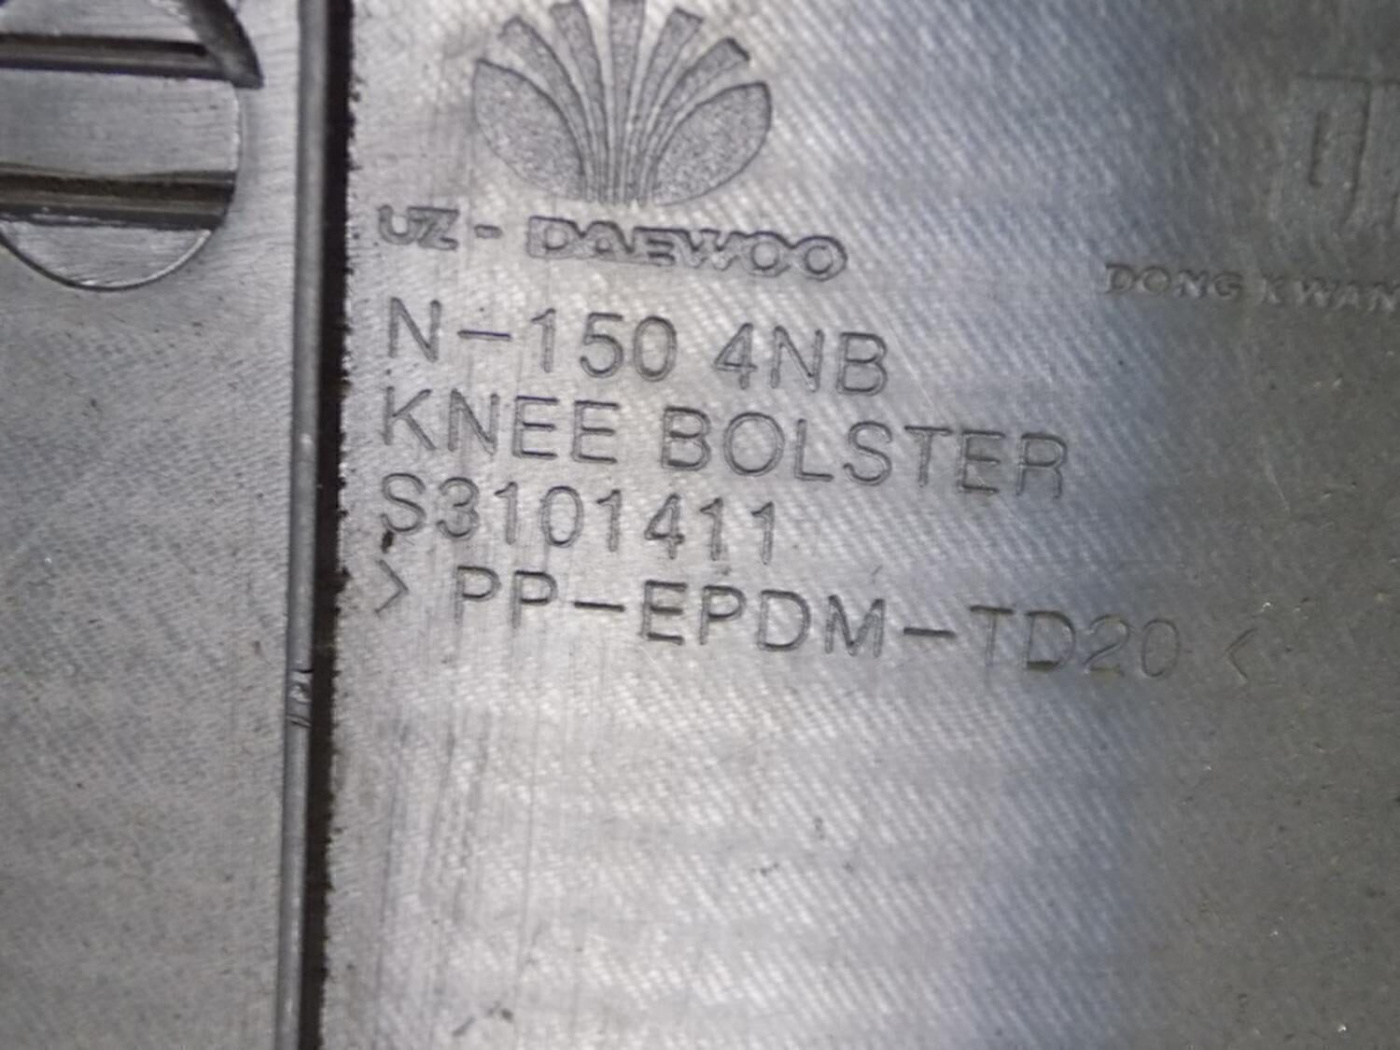 UZ - DAEWOO
DONG KWAN
N-150 4NB
KNEE BOLSTER
S3101411
> PP-EPDM-TD20 <